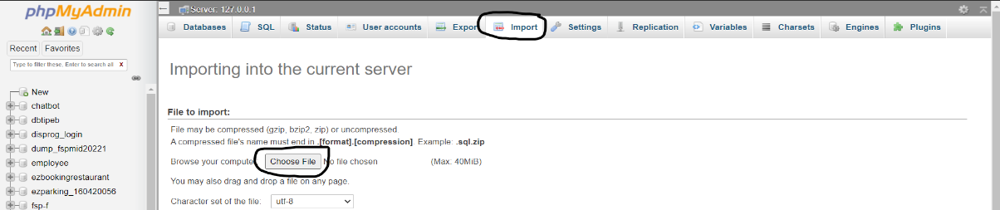 phpMyAdmin
Recent Favorites
Type to filter these, Enter to search all X
New
chatbot
dbtipeb
disprog_login
dump_fspmid20221
employee
ezbookingrestaurant
ezparking_160420056
fsp-f
Server: 127.0.0.1
Databases SQL Status User accounts Export Import Settings Replication Variables Charsets Engines Plugins
Importing into the current server
File to import:
File may be compressed (gzip, bzip2, zip) or uncompressed.
A compressed file's name must end in .[format].[compression]. Example: .sql.zip
Browse your computer: Choose File No file chosen (Max: 40MiB)
You may also drag and drop a file on any page.
Character set of the file: utf-8